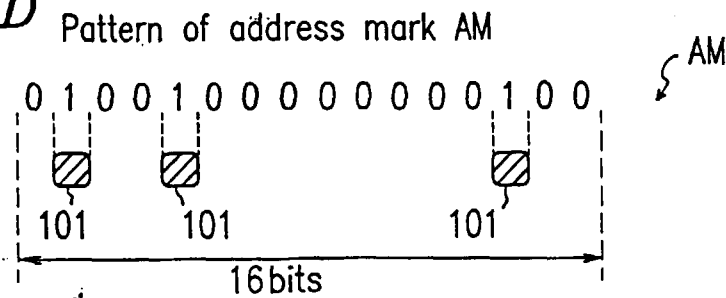 D
Pattern of address mark AM
AM
0 1 0 0 1 0 0 0 0 0 0 0 0 1 0 0
101 101 101
16bits